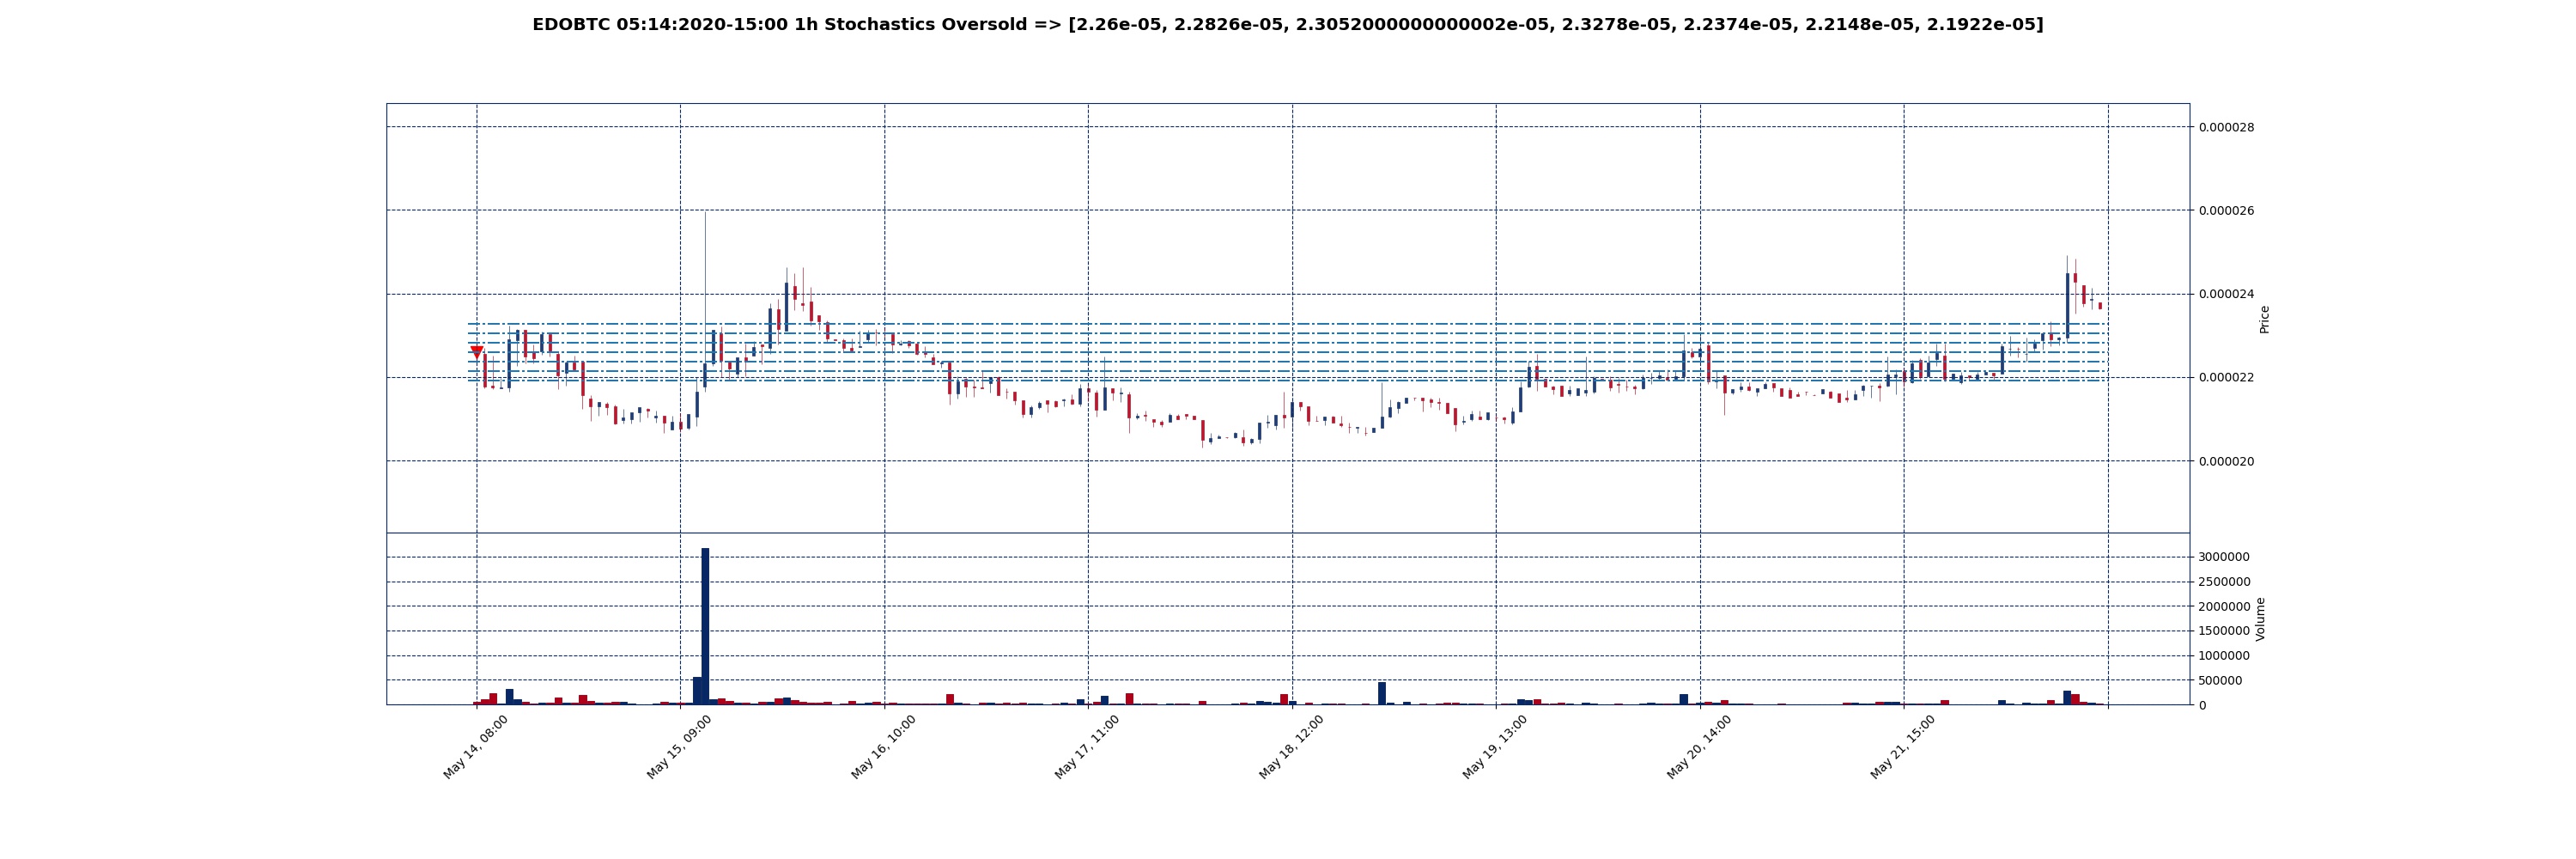 EDOBTC 05:14:2020-15:00 1h Stochastics Oversold => [2.26e-05, 2.2826e-05, 2.3052000000000002e-05, 2.3278e-05, 2.2374e-05, 2.2148e-05, 2.1922e-05]
0.000028
0.000026
0.000024
Price
0.000022
0.000020
3000000
2500000
2000000
Volume
1500000
1000000
500000
0
May 14, 08:00
May 15, 09:00
May 16, 10:00
May 17, 11:00
May 18, 12:00
May 19, 13:00
May 20, 14:00
May 21, 15:00